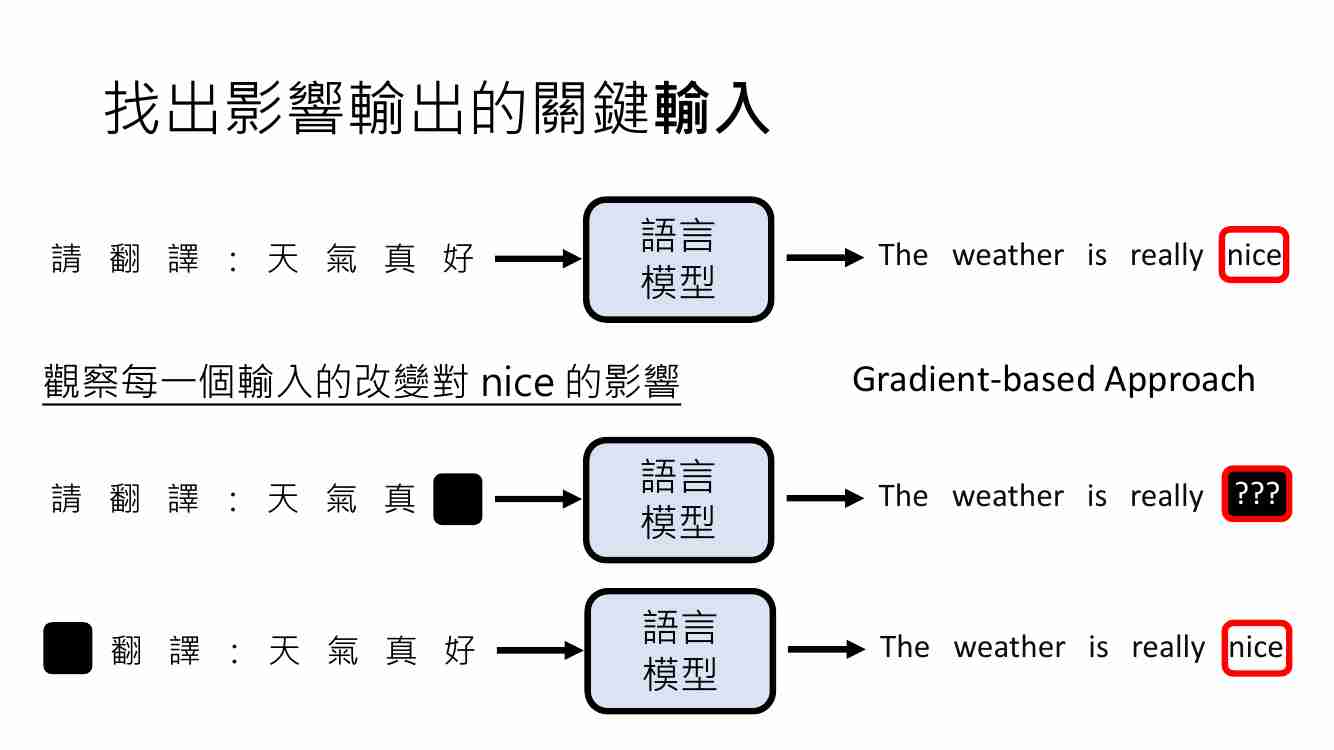 找出影響輸出的關鍵輸入
請 翻 譯 : 天 氣 真 好
語言
模型
The weather is really nice
觀察每一個輸入的改變對 nice 的影響
Gradient-based Approach
請 翻 譯 : 天 氣 真
語言
模型
The weather is really ???
翻 譯 : 天 氣 真 好
語言
模型
The weather is really nice